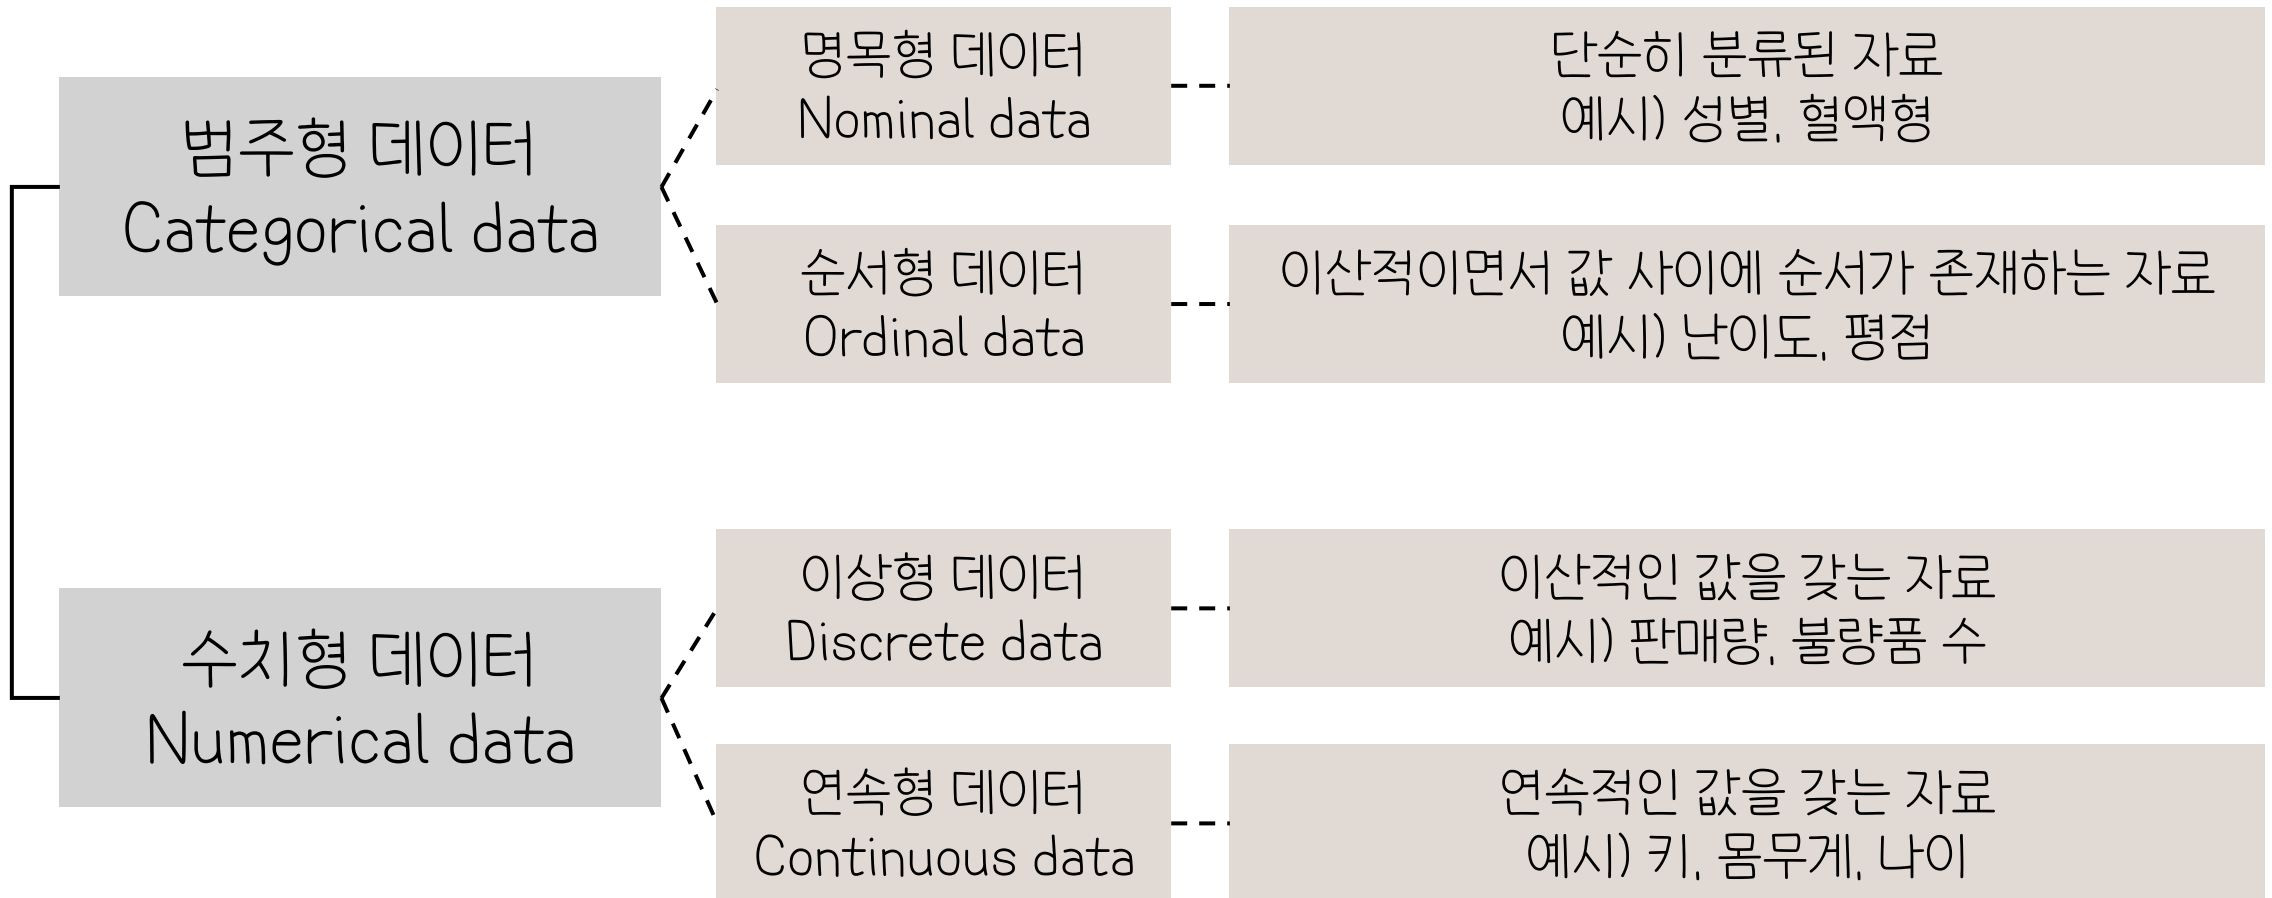 범주형 데이터
Categorical data
명목형 데이터
Nominal data
단순히 분류된 자료
예시) 성별, 혈액형
순서형 데이터
Ordinal data
이산적이면서 값 사이에 순서가 존재하는 자료
예시) 난이도, 평점
수치형 데이터
Numerical data
이상형 데이터
Discrete data
이산적인 값을 갖는 자료
예시) 판매량, 불량품 수
연속형 데이터
Continuous data
연속적인 값을 갖는 자료
예시) 키, 몸무게, 나이